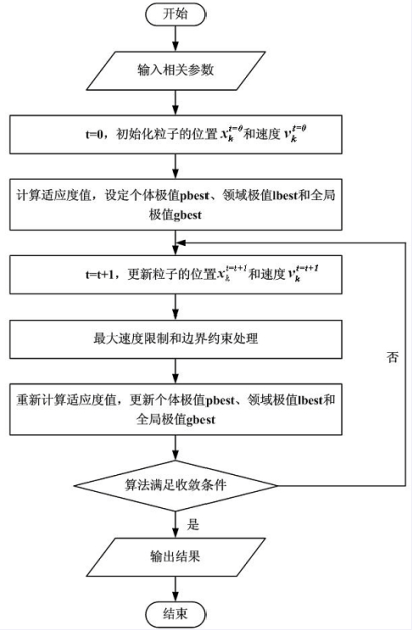 开始
输入相关参数
t=0，初始化粒子的位置 x_k^{t=0} 和速度 v_k^{t=0}
计算适应度值，设定个体极值pbest、领域极值lbest和全局
极值gbest
t=t+1，更新粒子的位置 x_k^{t=t+1} 和速度 v_k^{t=t+1}
最大速度限制和边界约束处理
否
重新计算适应度值，更新个体极值pbest、领域极值lbest和
全局极值gbest
算法满足收敛条件
是
输出结果
结束